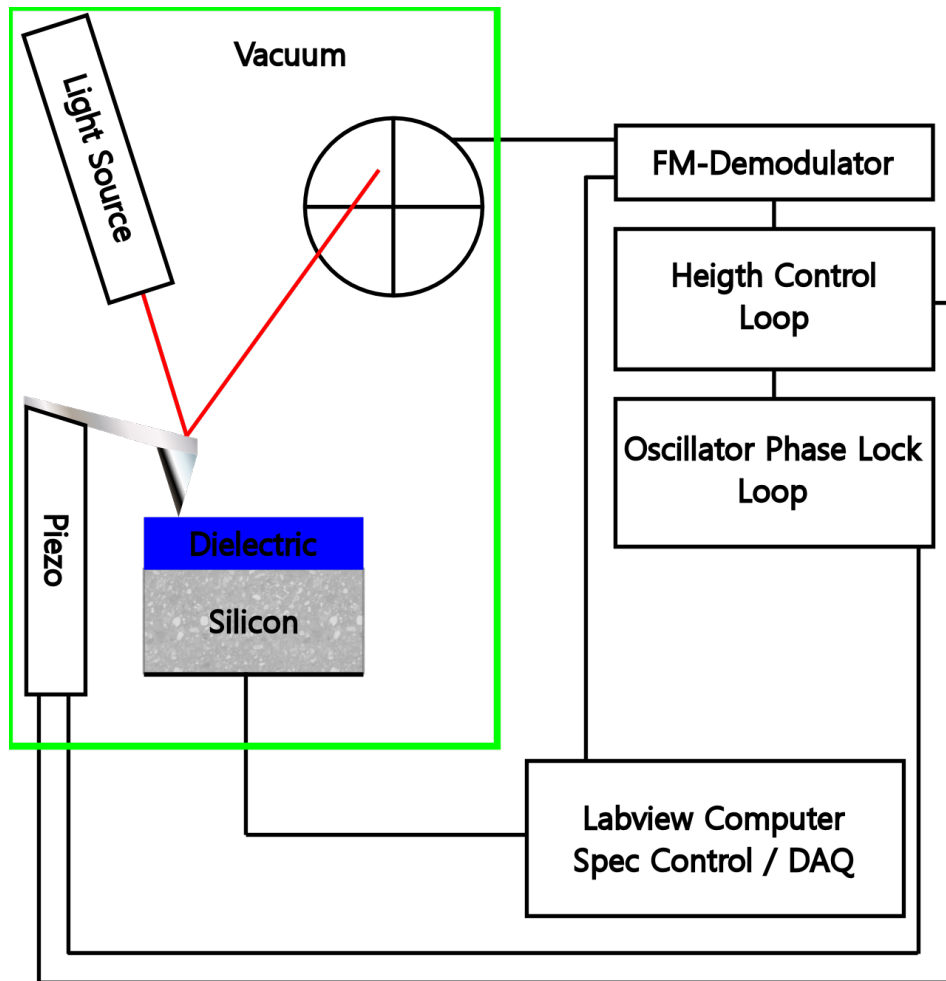 Vacuum
Light Source
FM-Demodulator
Heigth Control
Loop
Oscillator Phase Lock
Loop
Piezo
Dielectric
Silicon
Labview Computer
Spec Control / DAQ